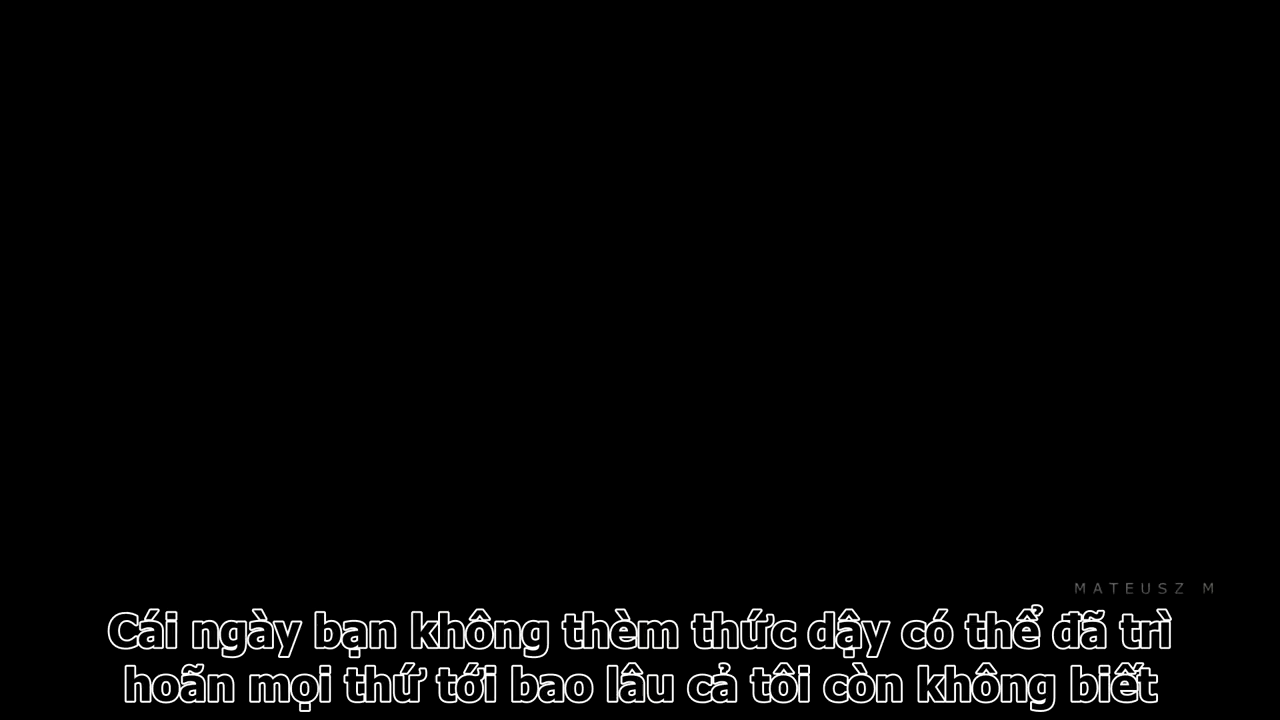 MATEUSZ M
Cái ngày bạn không thèm thức dậy có thể đã trì
hoãn mọi thứ tới bao lâu cả tôi còn không biết